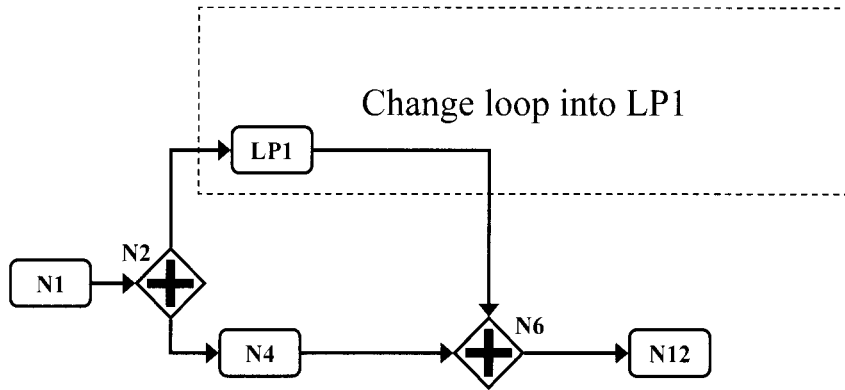 Change loop into LP1
LP1
N2
N1
N4
N6
N12